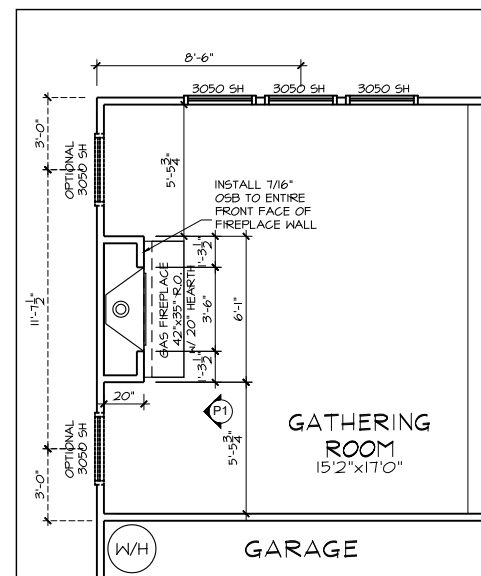 8'-6"
3050 SH
3050 SH
3050 SH
3'-0"
OPTIONAL
3050 SH
5'-5 3/4"
INSTALL 7/16"
OSB TO ENTIRE
FRONT FACE OF
FIREPLACE WALL
1'-3 1/2"
GAS FIREPLACE
42"x35" R.O.
W/ 20" HEARTH
3'-6"
6'-1"
11'-7 1/2"
1'-3 1/2"
20"
P1
5'-5 3/4"
OPTIONAL
3050 SH
3'-0"
GATHERING
ROOM
15'2"x17'0"
W/H
GARAGE